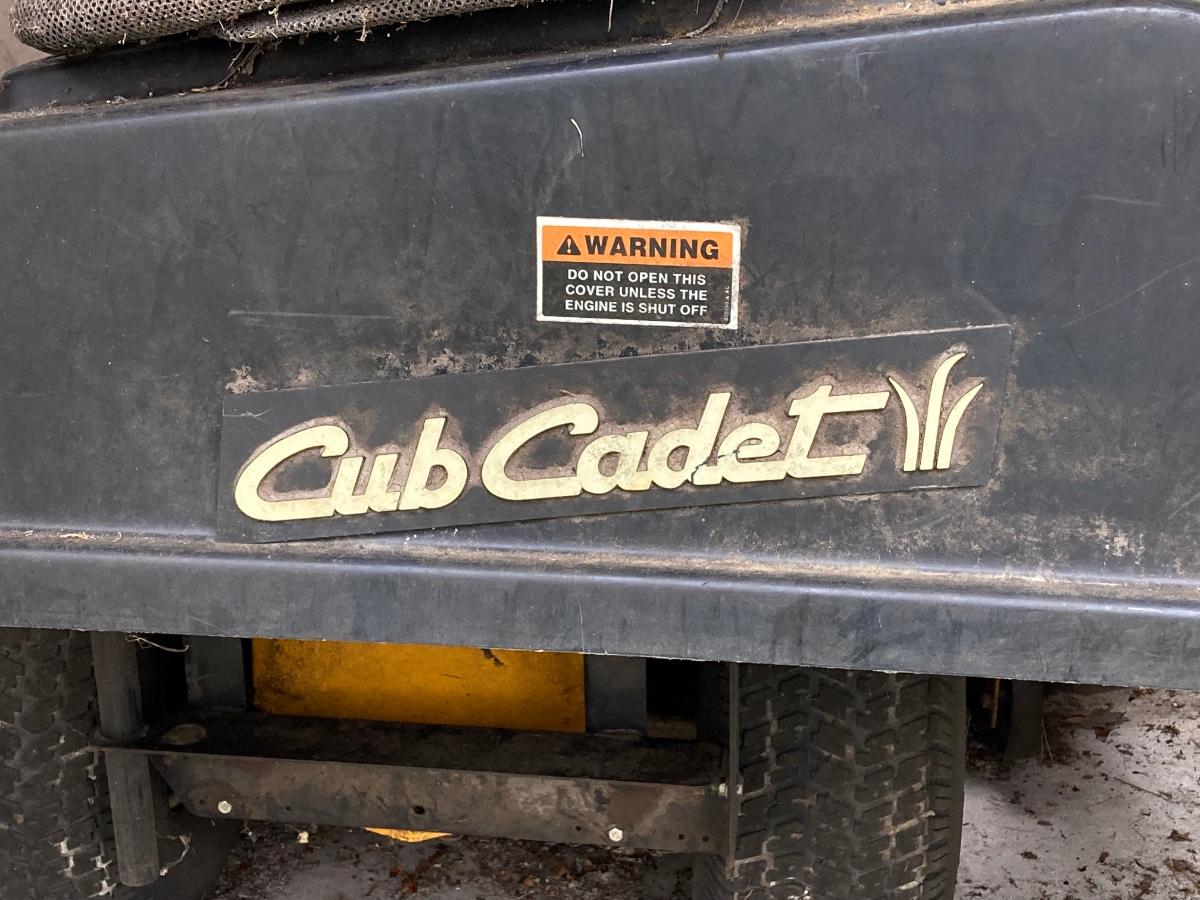 WARNING
DO NOT OPEN THIS
COVER UNLESS THE
ENGINE IS SHUT OFF
Cub Cadet